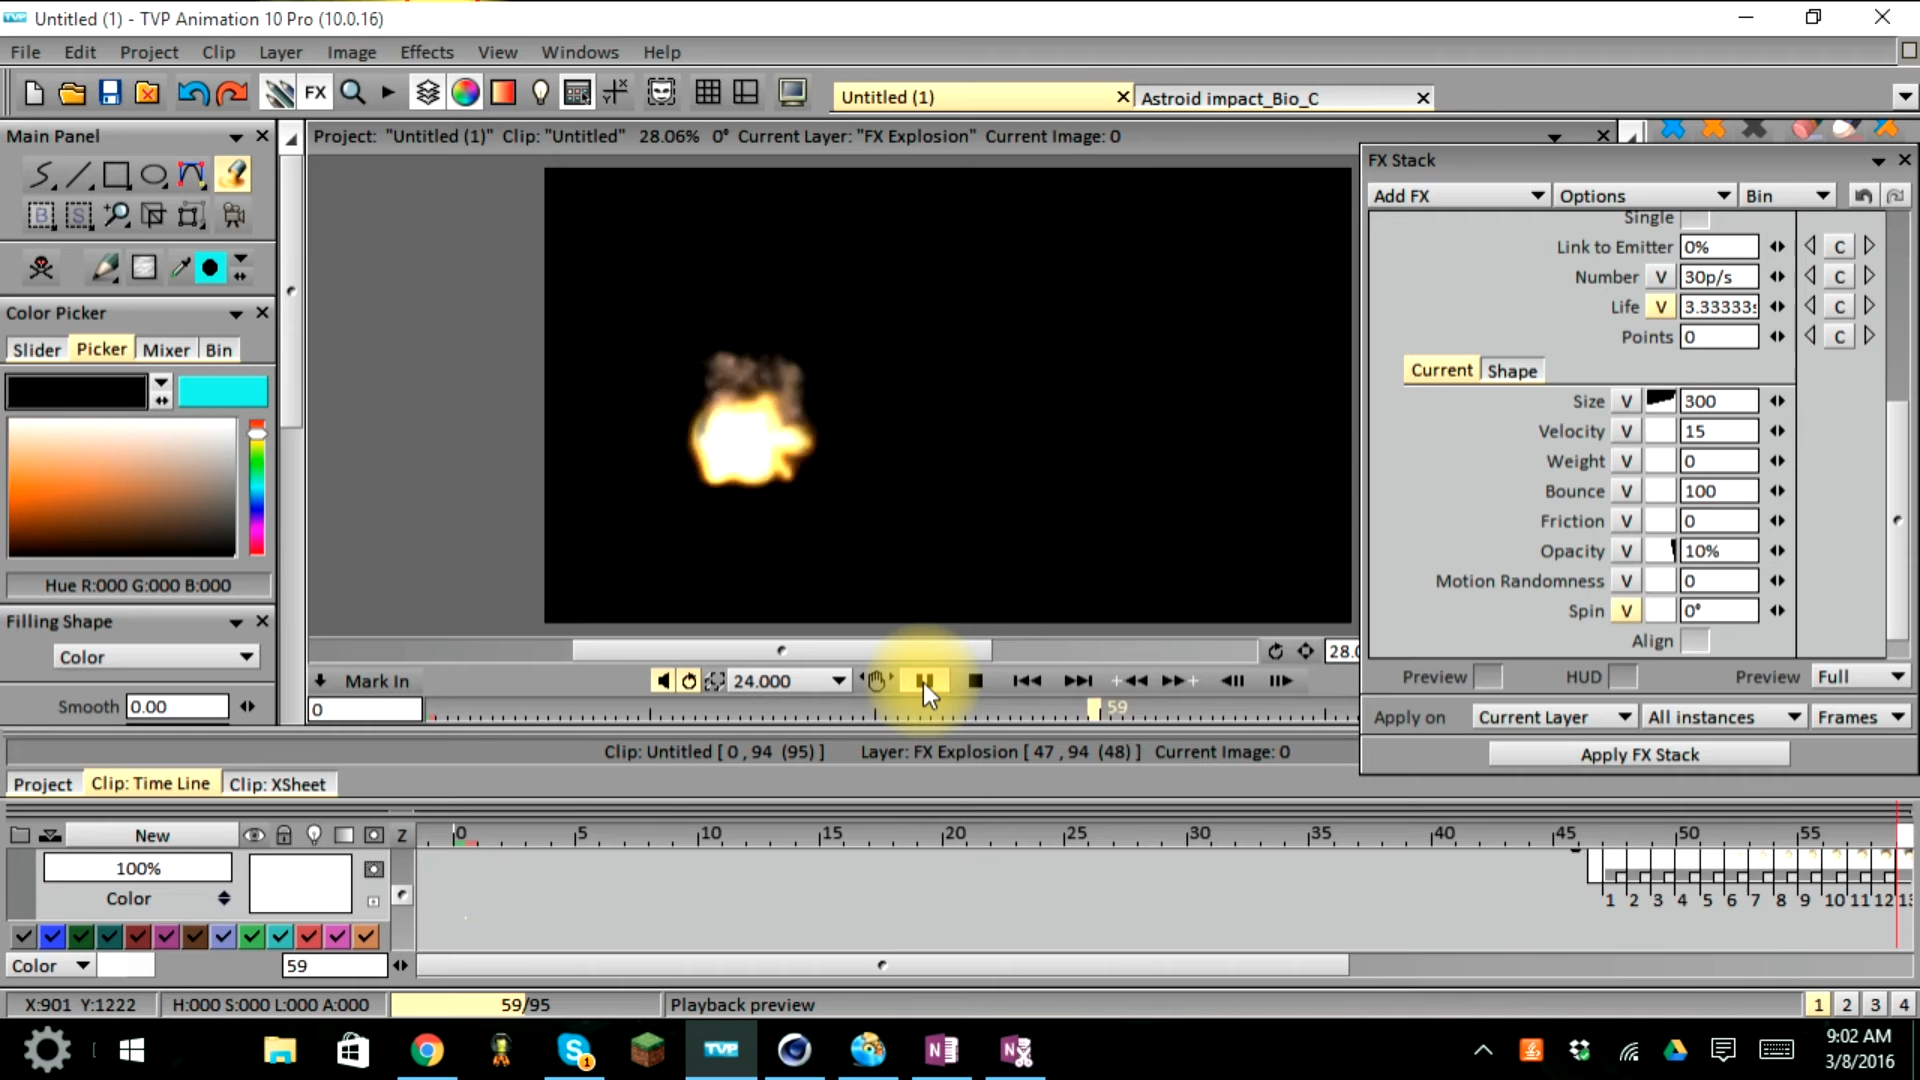 TVP Untitled (1) - TVP Animation 10 Pro (10.0.16)
File Edit Project Clip Layer Image Effects View Windows Help
FX Untitled (1) Astroid impact_Bio_C
Main Panel
Project: "Untitled (1)" Clip: "Untitled" 28.06% 0° Current Layer: "FX Explosion" Current Image: 0
FX Stack
Add FX Options Bin
Single
Link to Emitter 0% C
Number V 30p/s C
Life V 3.33333s C
Points 0 C
Current Shape
Size V 300
Velocity V 15
Weight V 0
Bounce V 100
Friction V 0
Opacity V 10%
Motion Randomness V 0
Spin V 0°
Align
Preview HUD Preview Full
Apply on Current Layer All instances Frames
Apply FX Stack
B S
Color Picker
Slider Picker Mixer Bin
Hue R:000 G:000 B:000
Filling Shape
Color
Smooth 0.00
28.0
Mark In 24.000
0 59
Clip: Untitled [ 0 , 94 (95) ] Layer: FX Explosion [ 47 , 94 (48) ] Current Image: 0
Project Clip: Time Line Clip: XSheet
New Z 0 5 10 15 20 25 30 35 40 45 50 55
100%
Color
1 2 3 4 5 6 7 8 9 10 11 12
Color 59
X:901 Y:1222 H:000 S:000 L:000 A:000 59/95 Playback preview 1 2 3 4
S 1 TVP N N
9:02 AM
3/8/2016